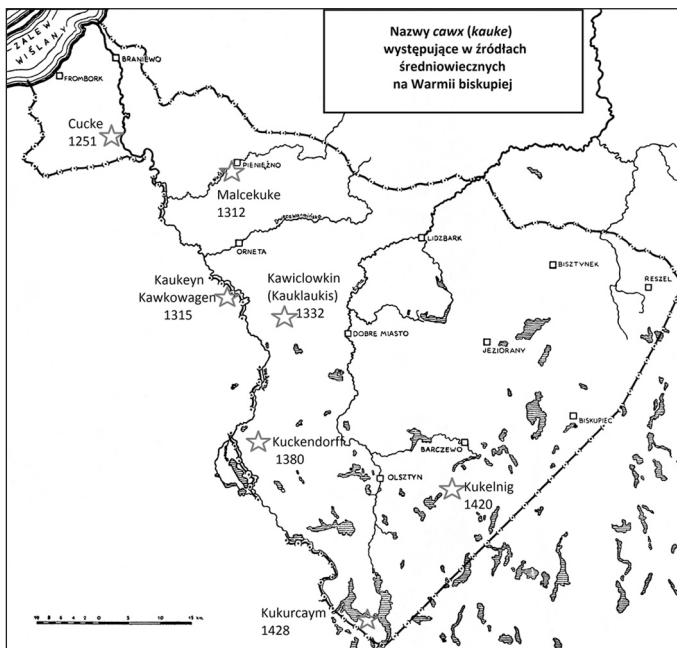 Nazwy cawx (kauke)
występujące w źródłach
średniowiecznych
na Warmii biskupiej
ZALEW
WIŚLANY
BRANIEWO
FROMBORK
Cucke
1251
PIENIĘŻNO
Malcekuke
1312
ORNETA
LIDZBARK
BISZTYNEK
RESZEL
Kaukeyn
Kawkowagen
1315
Kawiclowkin
(Kauklaukis)
1332
DOBRE MIASTO
JEZIORANY
BISKUPIEC
Kuckendorff
1380
BARCZEWO
OLSZTYN
Kukelnig
1420
Kukurcaym
1428